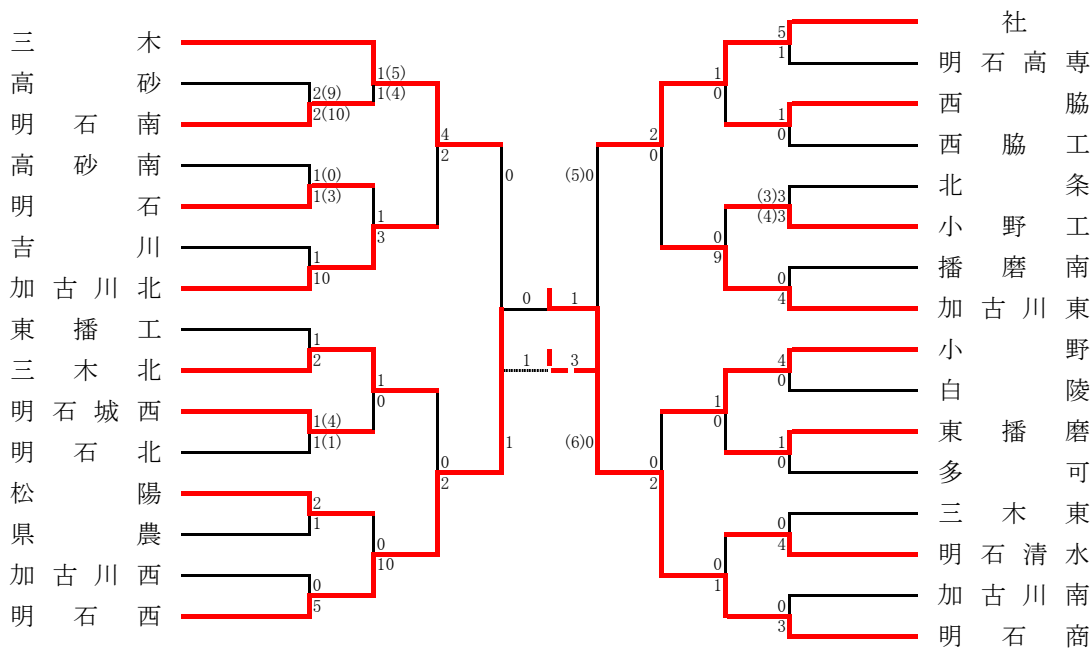 三木
高砂
明石南
高砂南
明石
吉川
加古川北
東播工
三木北
明石城西
明石北
松陽
県農
加古川西
明石西
1(5)
1(4)
2(9)
2(10)
1(0)
1(3)
1
10
1
3
4
2
1
2
1(4)
1(1)
1
0
2
1
0
5
0
10
0
2
0
1
0
1
1
3
(5)0
(6)0
2
0
0
2
1
0
0
9
1
0
0
1
5
1
1
0
(3)3
(4)3
0
4
4
0
1
0
0
4
0
3
社
明石高専
西脇
西脇工
北条
小野工
播磨南
加古川東
小野
白陵
東播磨
多可
三木東
明石清水
加古川南
明石商